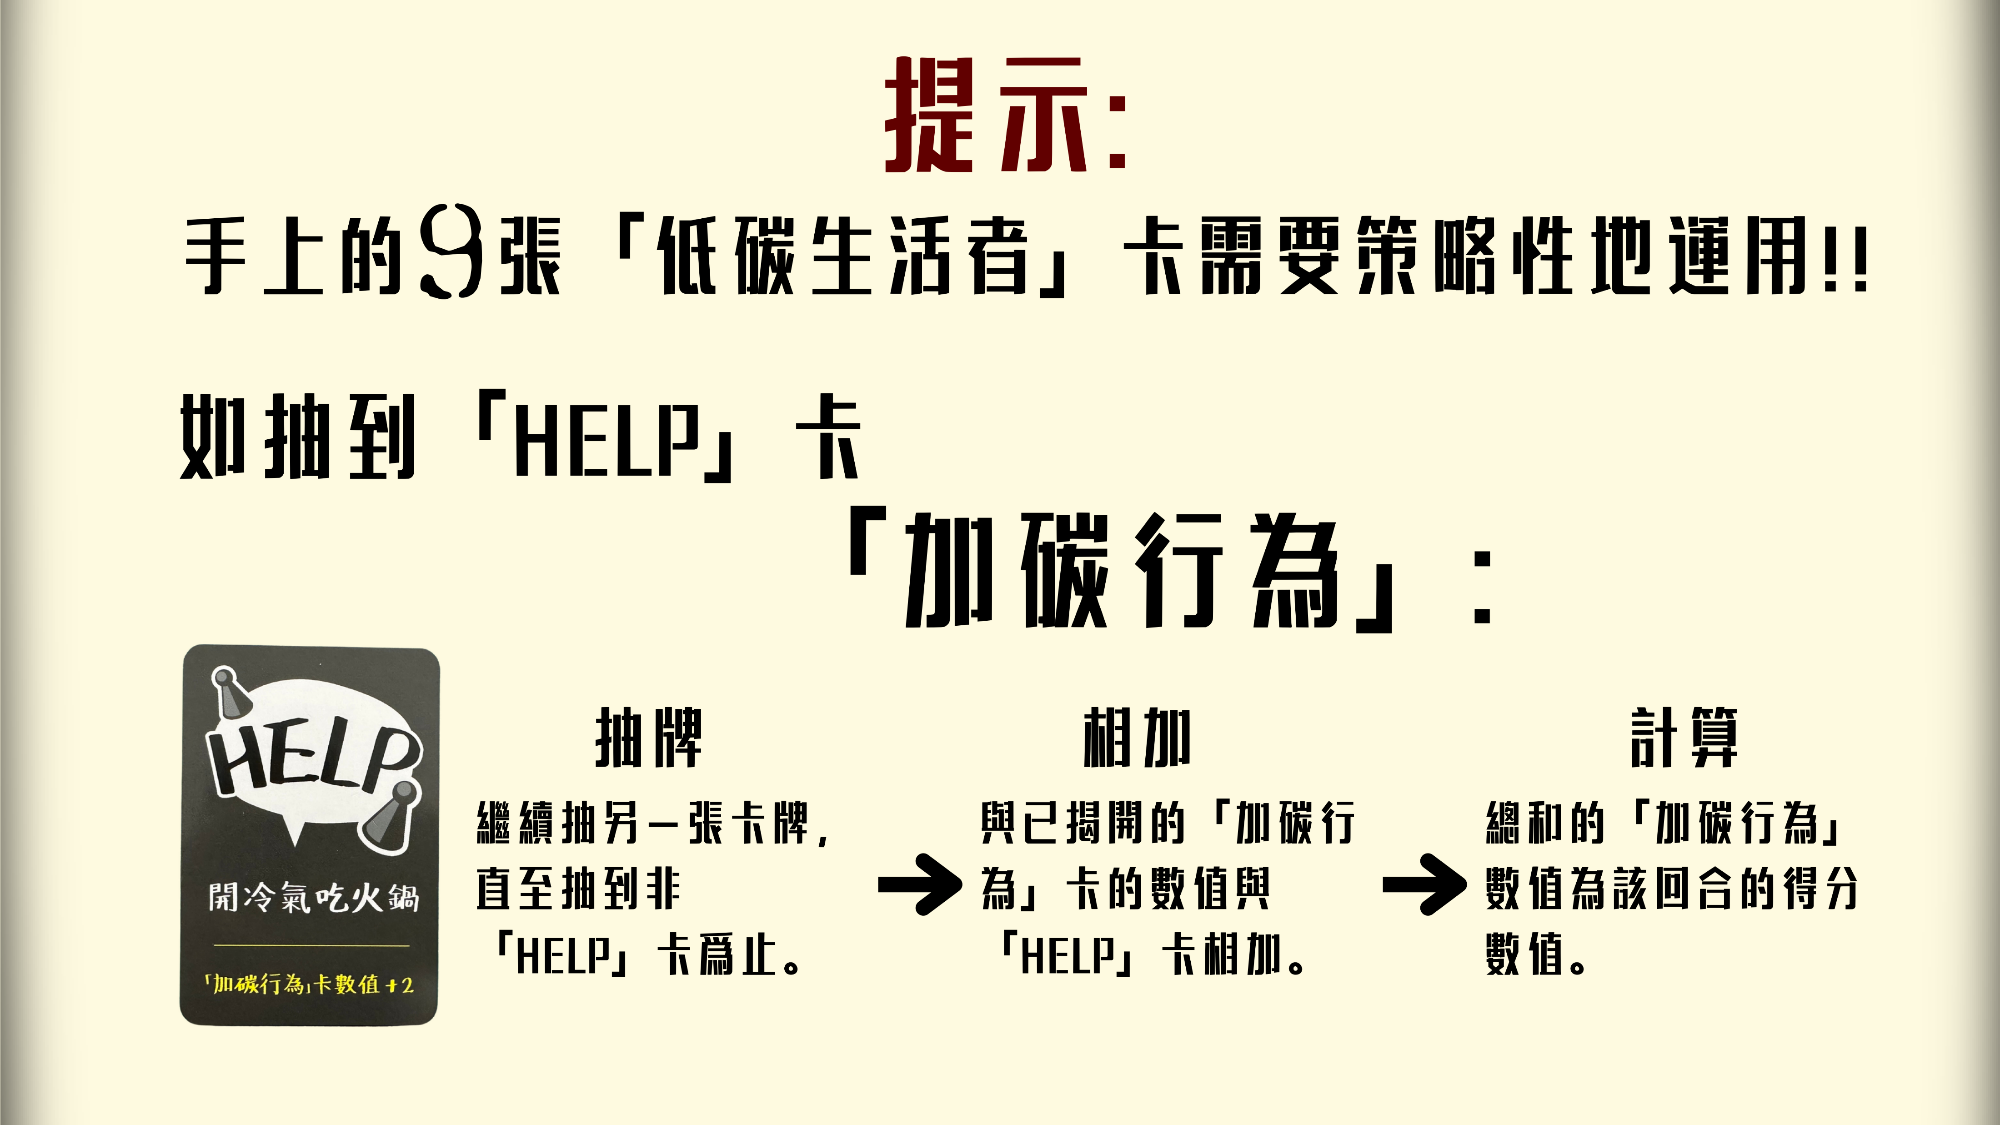 提示:
手上的9張「低碳生活者」卡需要策略性地運用!!
如抽到「HELP」卡
「加碳行為」:
HELP
開冷氣吃火鍋
「加碳行為」卡數值+2
抽牌
繼續抽另一張卡牌,
直至抽到非
「HELP」卡爲止。
相加
與已揭開的「加碳行
為」卡的數值與
「HELP」卡相加。
計算
總和的「加碳行為」
數值為該回合的得分
數值。